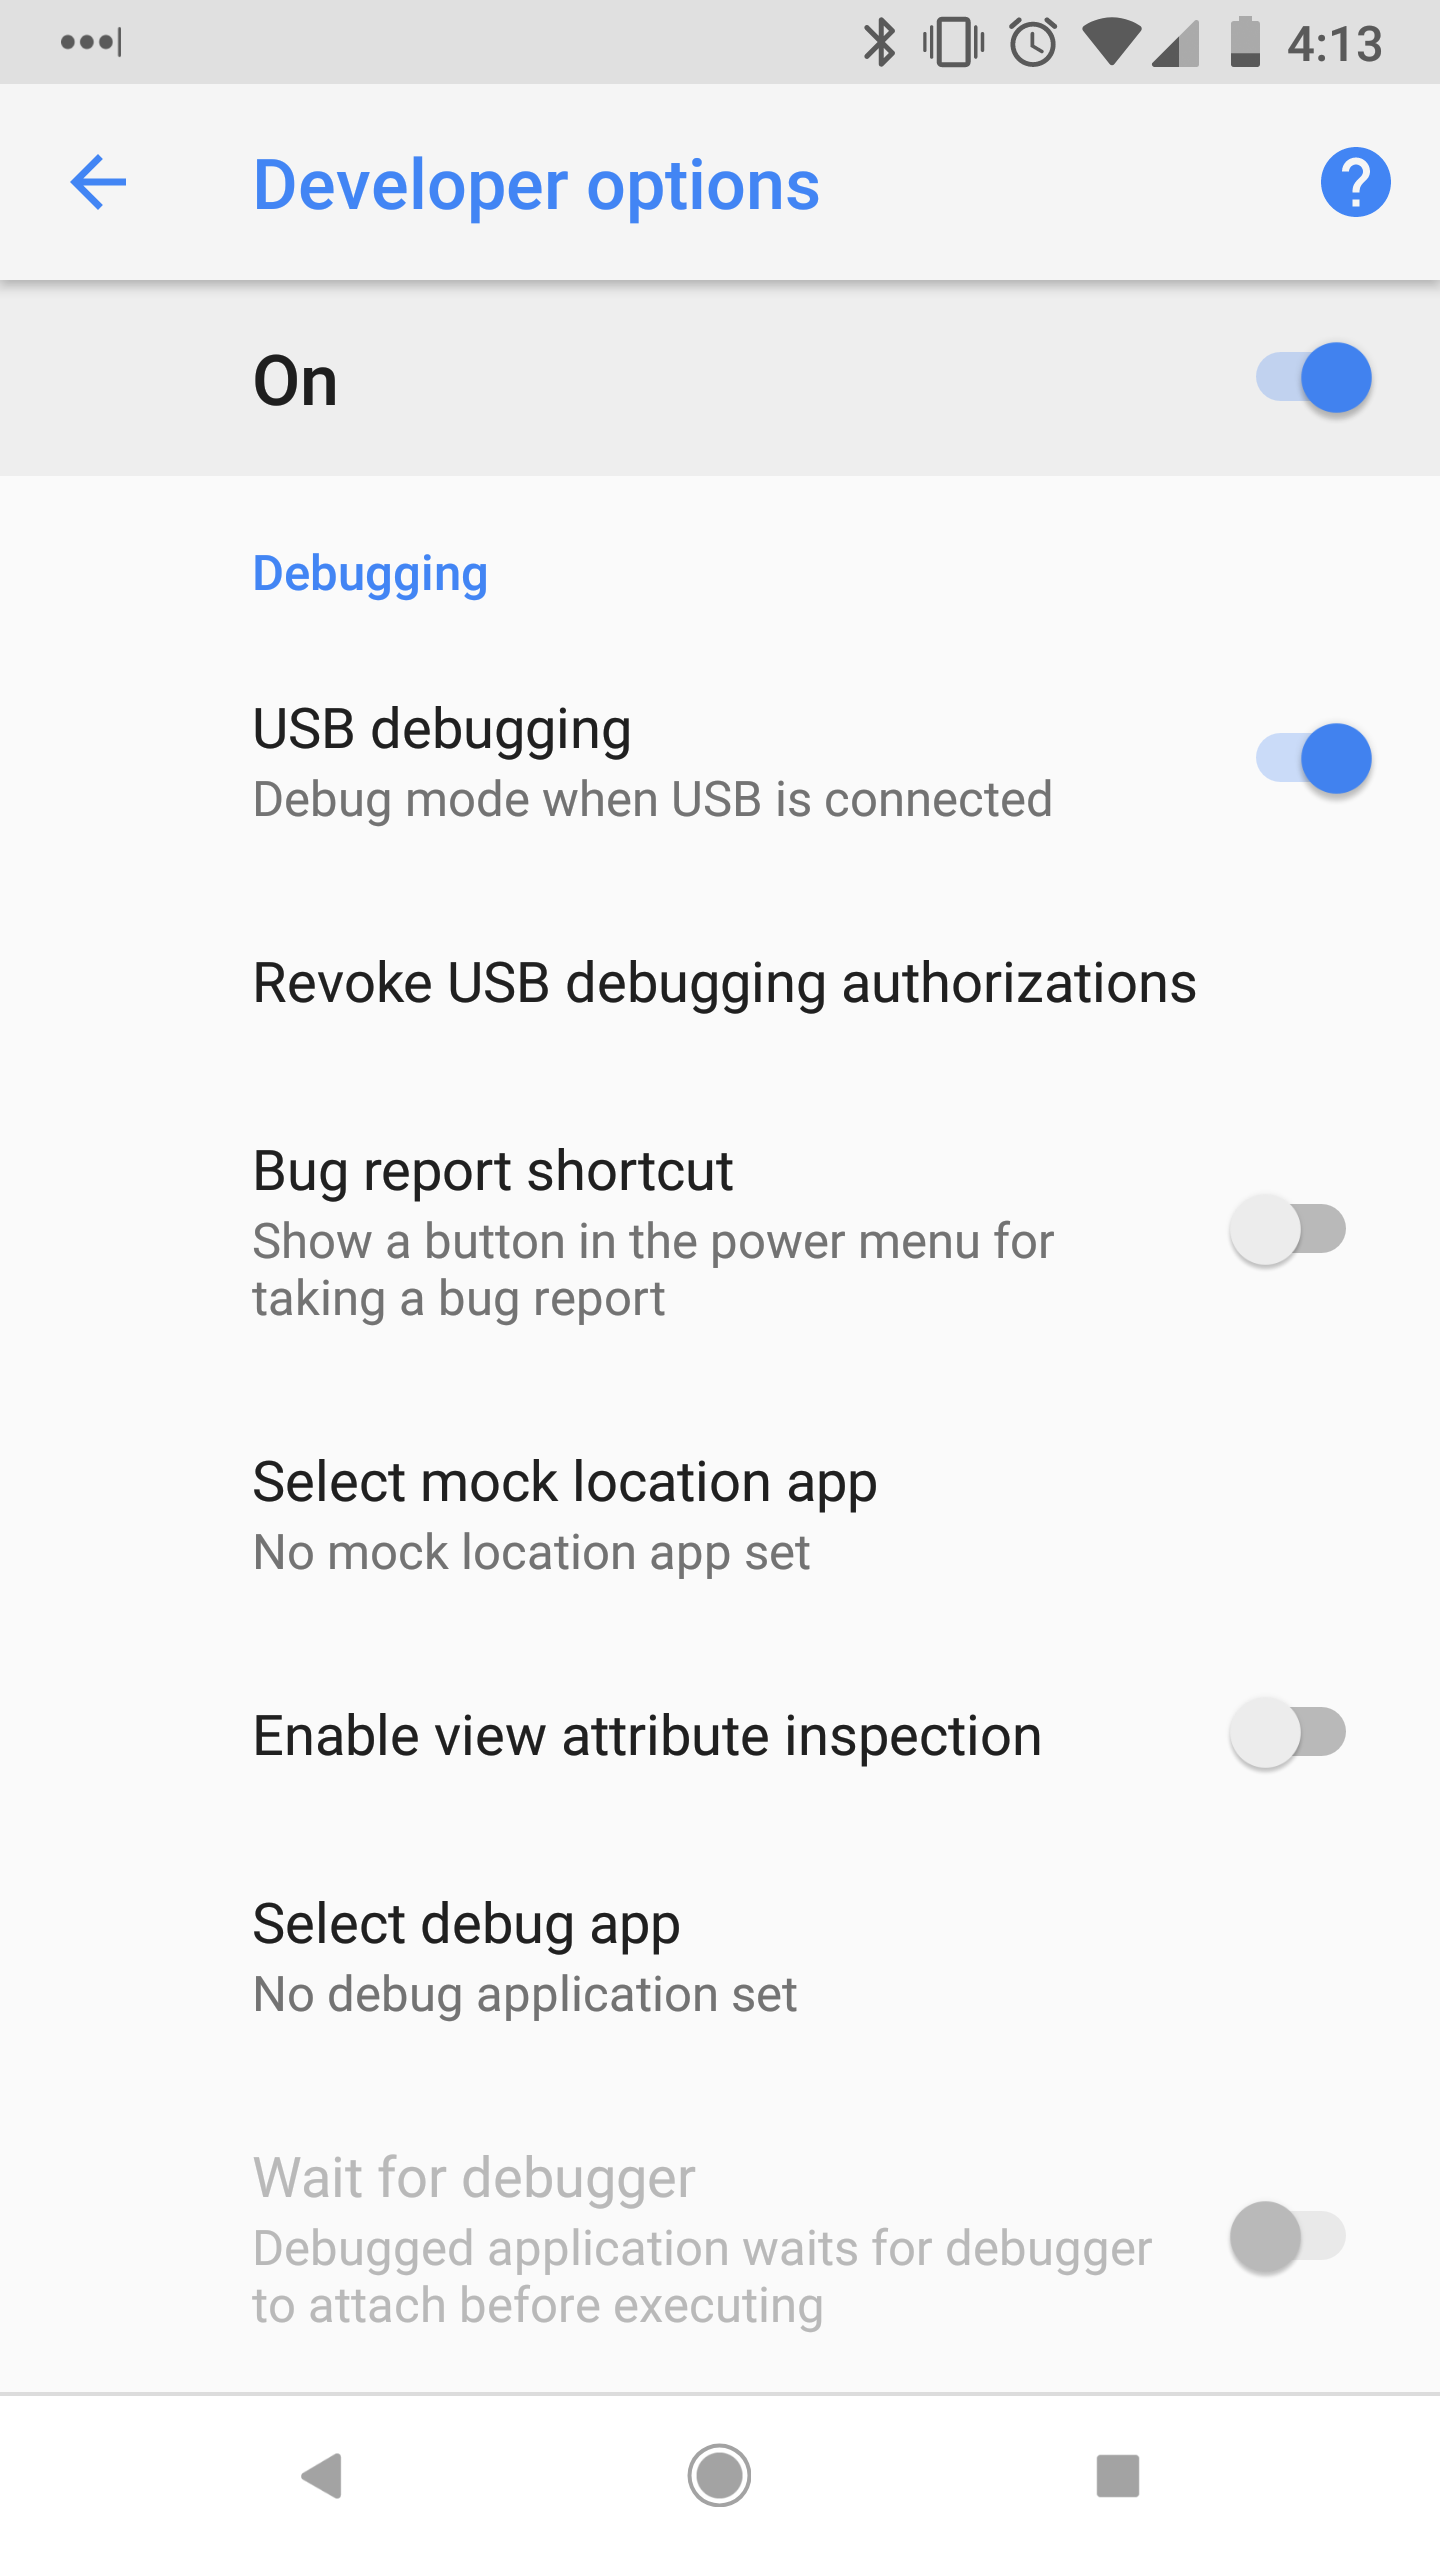 4:13
Developer options
On
Debugging
USB debugging
Debug mode when USB is connected
Revoke USB debugging authorizations
Bug report shortcut
Show a button in the power menu for
taking a bug report
Select mock location app
No mock location app set
Enable view attribute inspection
Select debug app
No debug application set
Wait for debugger
Debugged application waits for debugger
to attach before executing